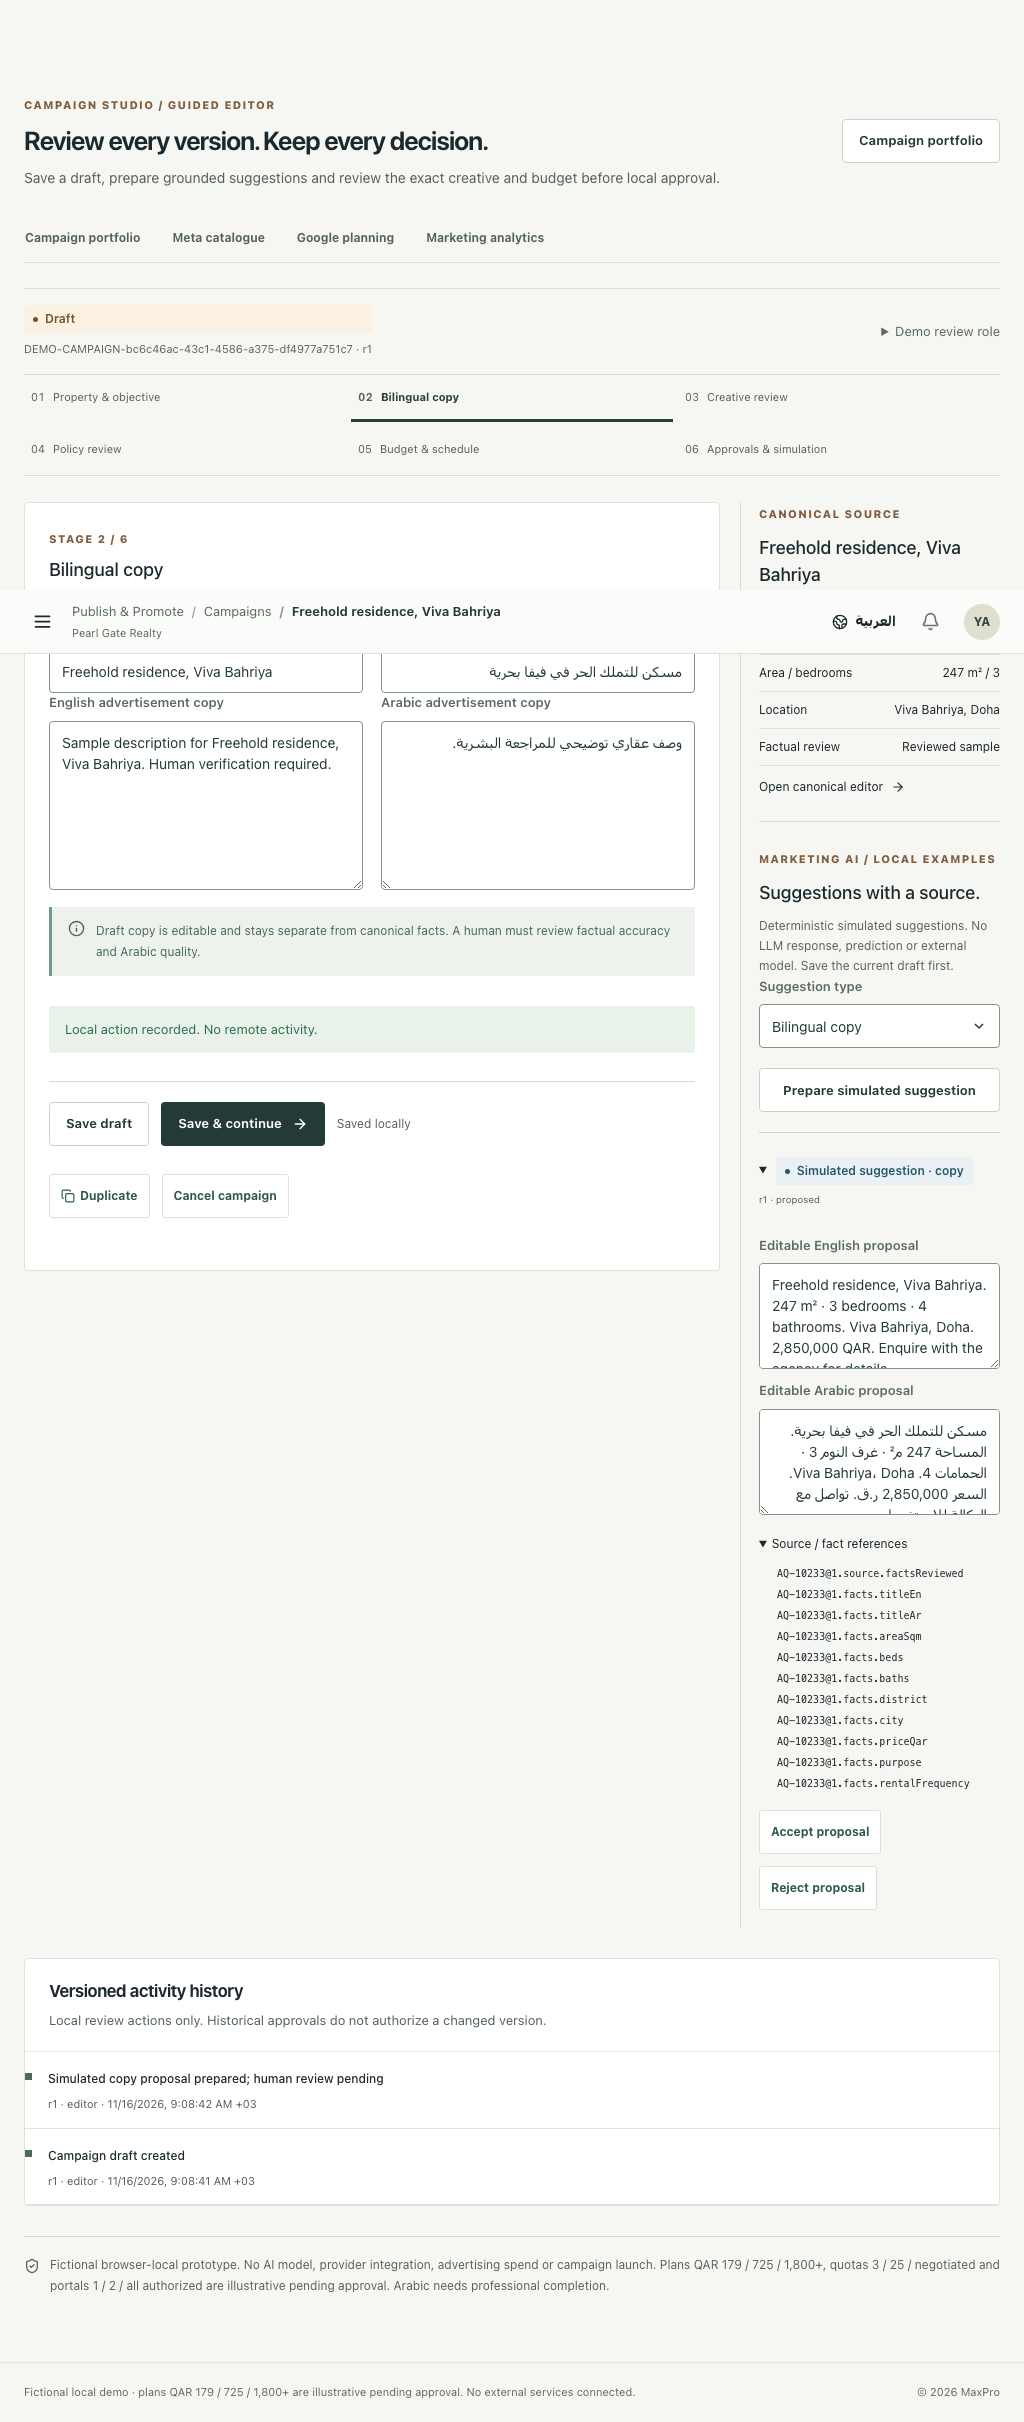 CAMPAIGN STUDIO / GUIDED EDITOR
Review every version. Keep every decision.
Campaign portfolio
Save a draft, prepare grounded suggestions and review the exact creative and budget before local approval.
Campaign portfolio
Meta catalogue
Google planning
Marketing analytics
Draft
DEMO-CAMPAIGN-bc6c46ac-43c1-4586-a375-df4977a751c7 · r1
Demo review role
01 Property & objective
02 Bilingual copy
03 Creative review
04 Policy review
05 Budget & schedule
06 Approvals & simulation
STAGE 2 / 6
Bilingual copy
CANONICAL SOURCE
Freehold residence, Viva
Bahriya
Publish & Promote / Campaigns / Freehold residence, Viva Bahriya
Pearl Gate Realty
العربية
YA
Freehold residence, Viva Bahriya
مسكن للتملك الحر في فيفا بحرية
English advertisement copy
Arabic advertisement copy
Sample description for Freehold residence,
Viva Bahriya. Human verification required.
وصف عقاري توضيحي للمراجعة البشرية.
Draft copy is editable and stays separate from canonical facts. A human must review factual accuracy
and Arabic quality.
Local action recorded. No remote activity.
Save draft
Save & continue
Saved locally
Duplicate
Cancel campaign
Area / bedrooms
247 m² / 3
Location
Viva Bahriya, Doha
Factual review
Reviewed sample
Open canonical editor
MARKETING AI / LOCAL EXAMPLES
Suggestions with a source.
Deterministic simulated suggestions. No
LLM response, prediction or external
model. Save the current draft first.
Suggestion type
Bilingual copy
Prepare simulated suggestion
Simulated suggestion · copy
r1 · proposed
Editable English proposal
Freehold residence, Viva Bahriya.
247 m² · 3 bedrooms · 4
bathrooms. Viva Bahriya, Doha.
2,850,000 QAR. Enquire with the
agency for details.
Editable Arabic proposal
مسكن للتملك الحر في فيفا بحرية.
المساحة 247 م² · غرف النوم 3 ·
الحمامات 4. Viva Bahriya، Doha.
السعر 2,850,000 ر.ق. تواصل مع
Source / fact references
AQ-10233@1.source.factsReviewed
AQ-10233@1.facts.titleEn
AQ-10233@1.facts.titleAr
AQ-10233@1.facts.areaSqm
AQ-10233@1.facts.beds
AQ-10233@1.facts.baths
AQ-10233@1.facts.district
AQ-10233@1.facts.city
AQ-10233@1.facts.priceQar
AQ-10233@1.facts.purpose
AQ-10233@1.facts.rentalFrequency
Accept proposal
Reject proposal
Versioned activity history
Local review actions only. Historical approvals do not authorize a changed version.
Simulated copy proposal prepared; human review pending
r1 · editor · 11/16/2026, 9:08:42 AM +03
Campaign draft created
r1 · editor · 11/16/2026, 9:08:41 AM +03
Fictional browser-local prototype. No AI model, provider integration, advertising spend or campaign launch. Plans QAR 179 / 725 / 1,800+, quotas 3 / 25 / negotiated and
portals 1 / 2 / all authorized are illustrative pending approval. Arabic needs professional completion.
Fictional local demo · plans QAR 179 / 725 / 1,800+ are illustrative pending approval. No external services connected.
© 2026 MaxPro